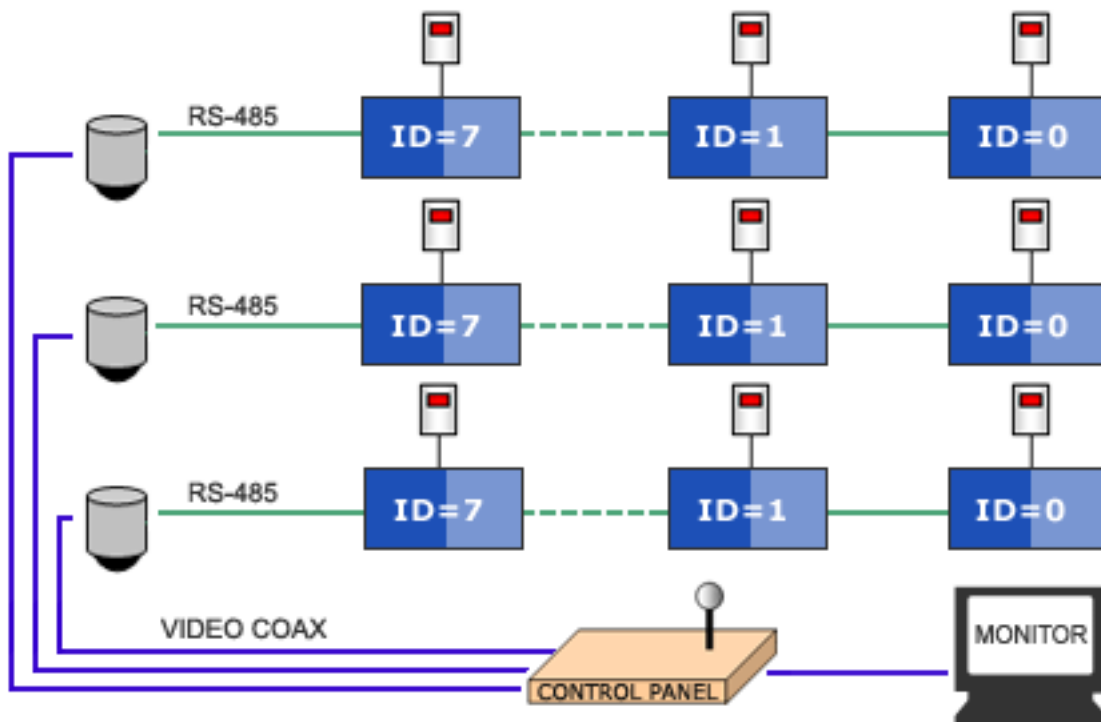 RS-485
ID=7
ID=1
ID=0
RS-485
ID=7
ID=1
ID=0
RS-485
ID=7
ID=1
ID=0
VIDEO COAX
MONITOR
CONTROL PANEL